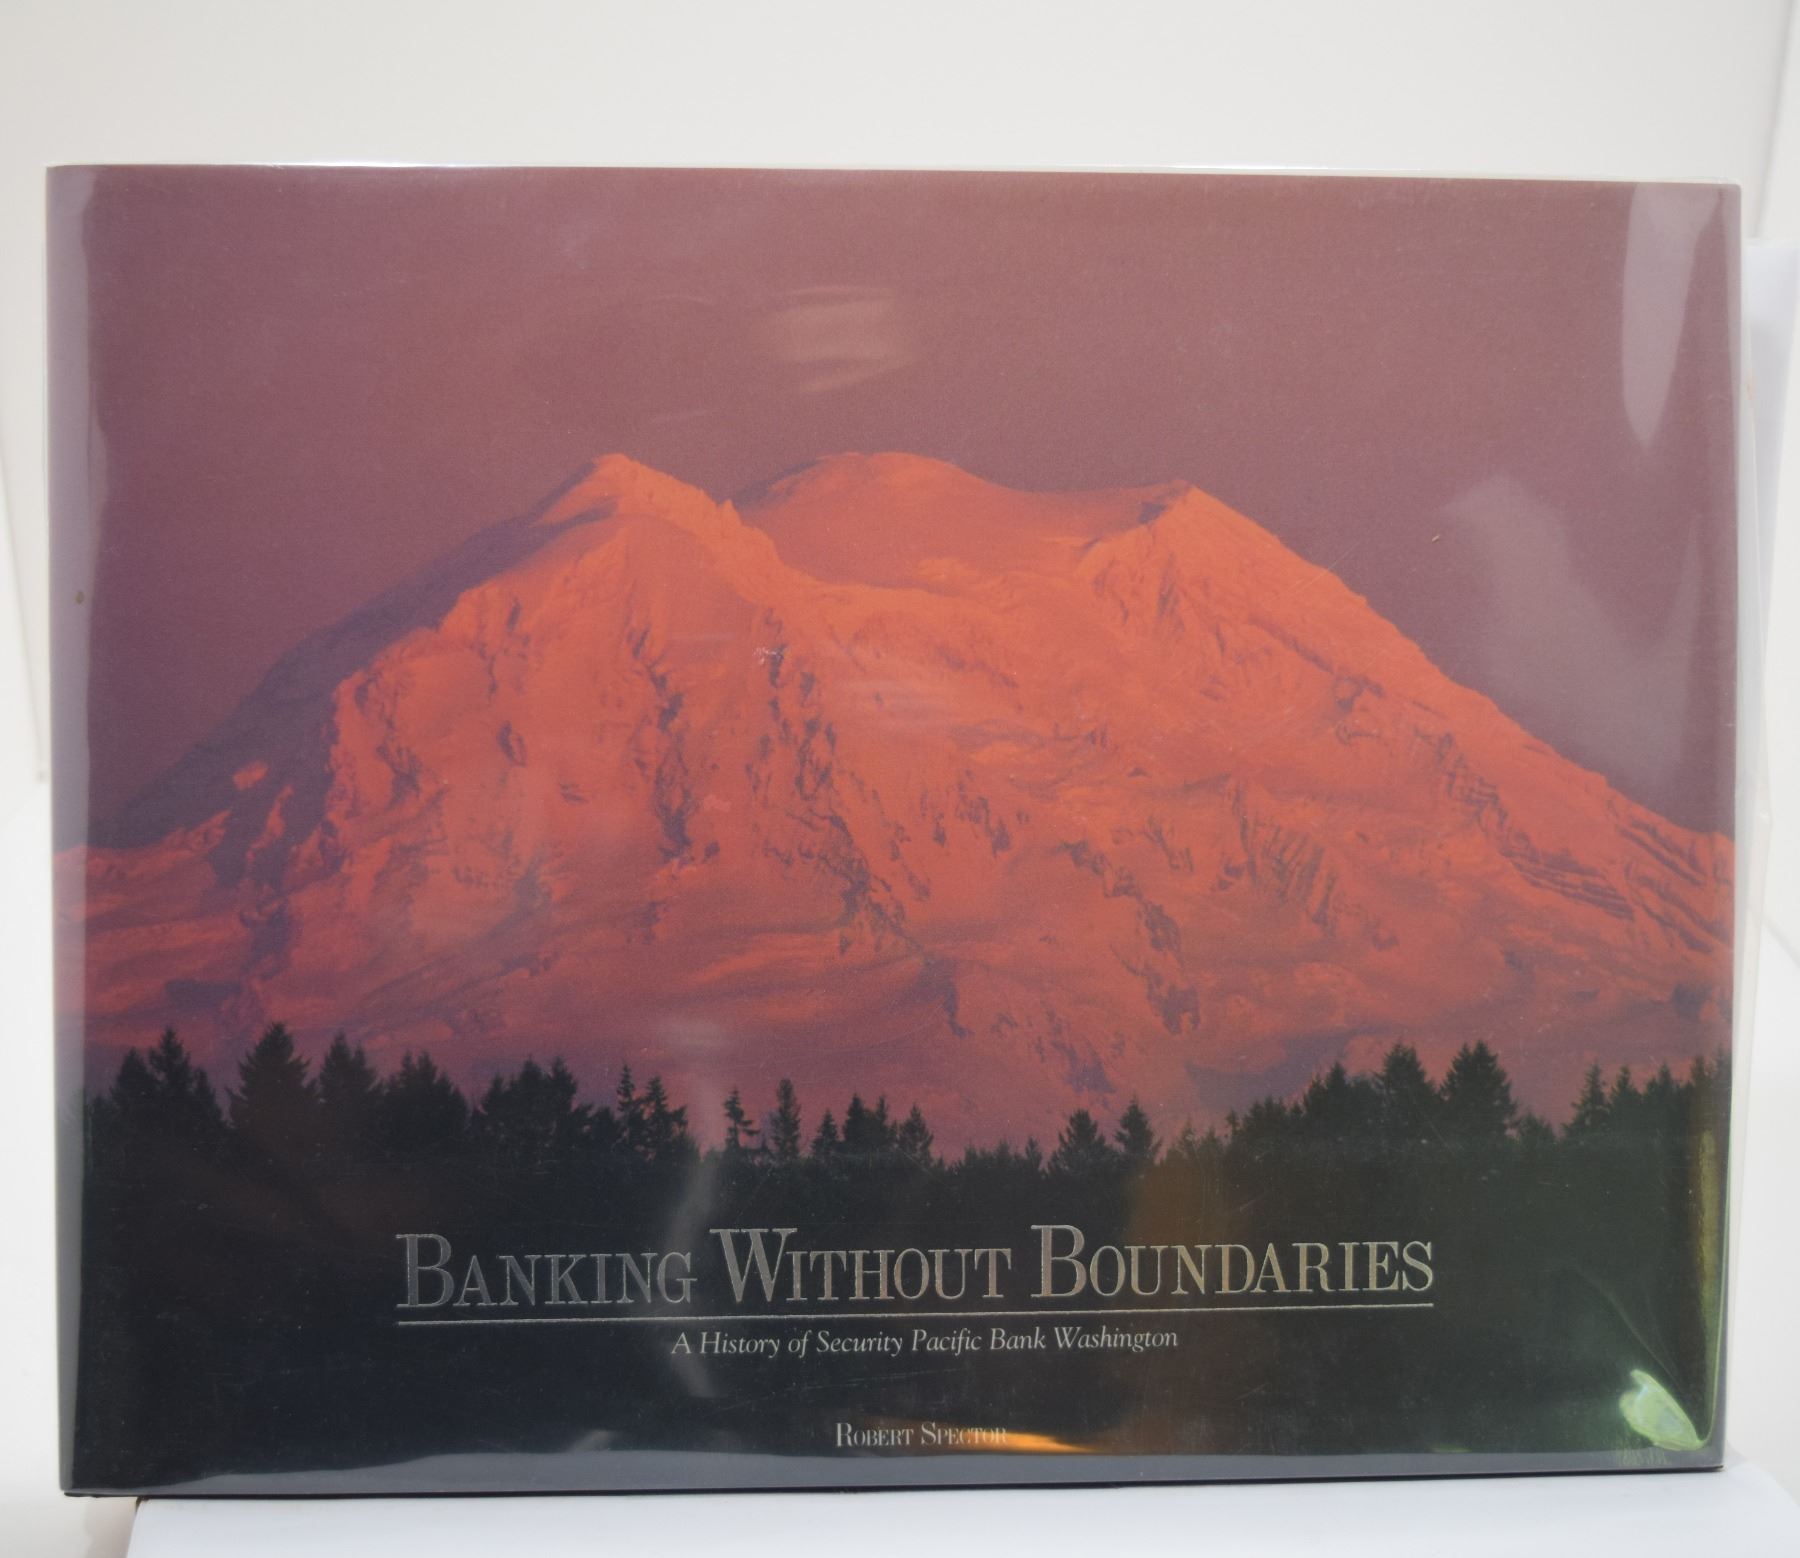 BANKING WITHOUT BOUNDARIES
A History of Security Pacific Bank Washington
ROBERT SPECTOR